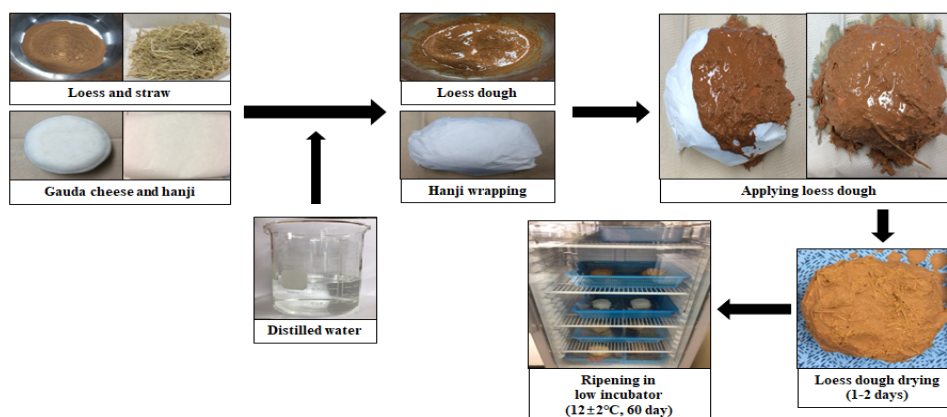 Loess and straw
Gauda cheese and hanji
Distilled water
Loess dough
Hanji wrapping
Applying loess dough
Loess dough drying
(1-2 days)
Ripening in
low incubator
(12±2°C, 60 day)